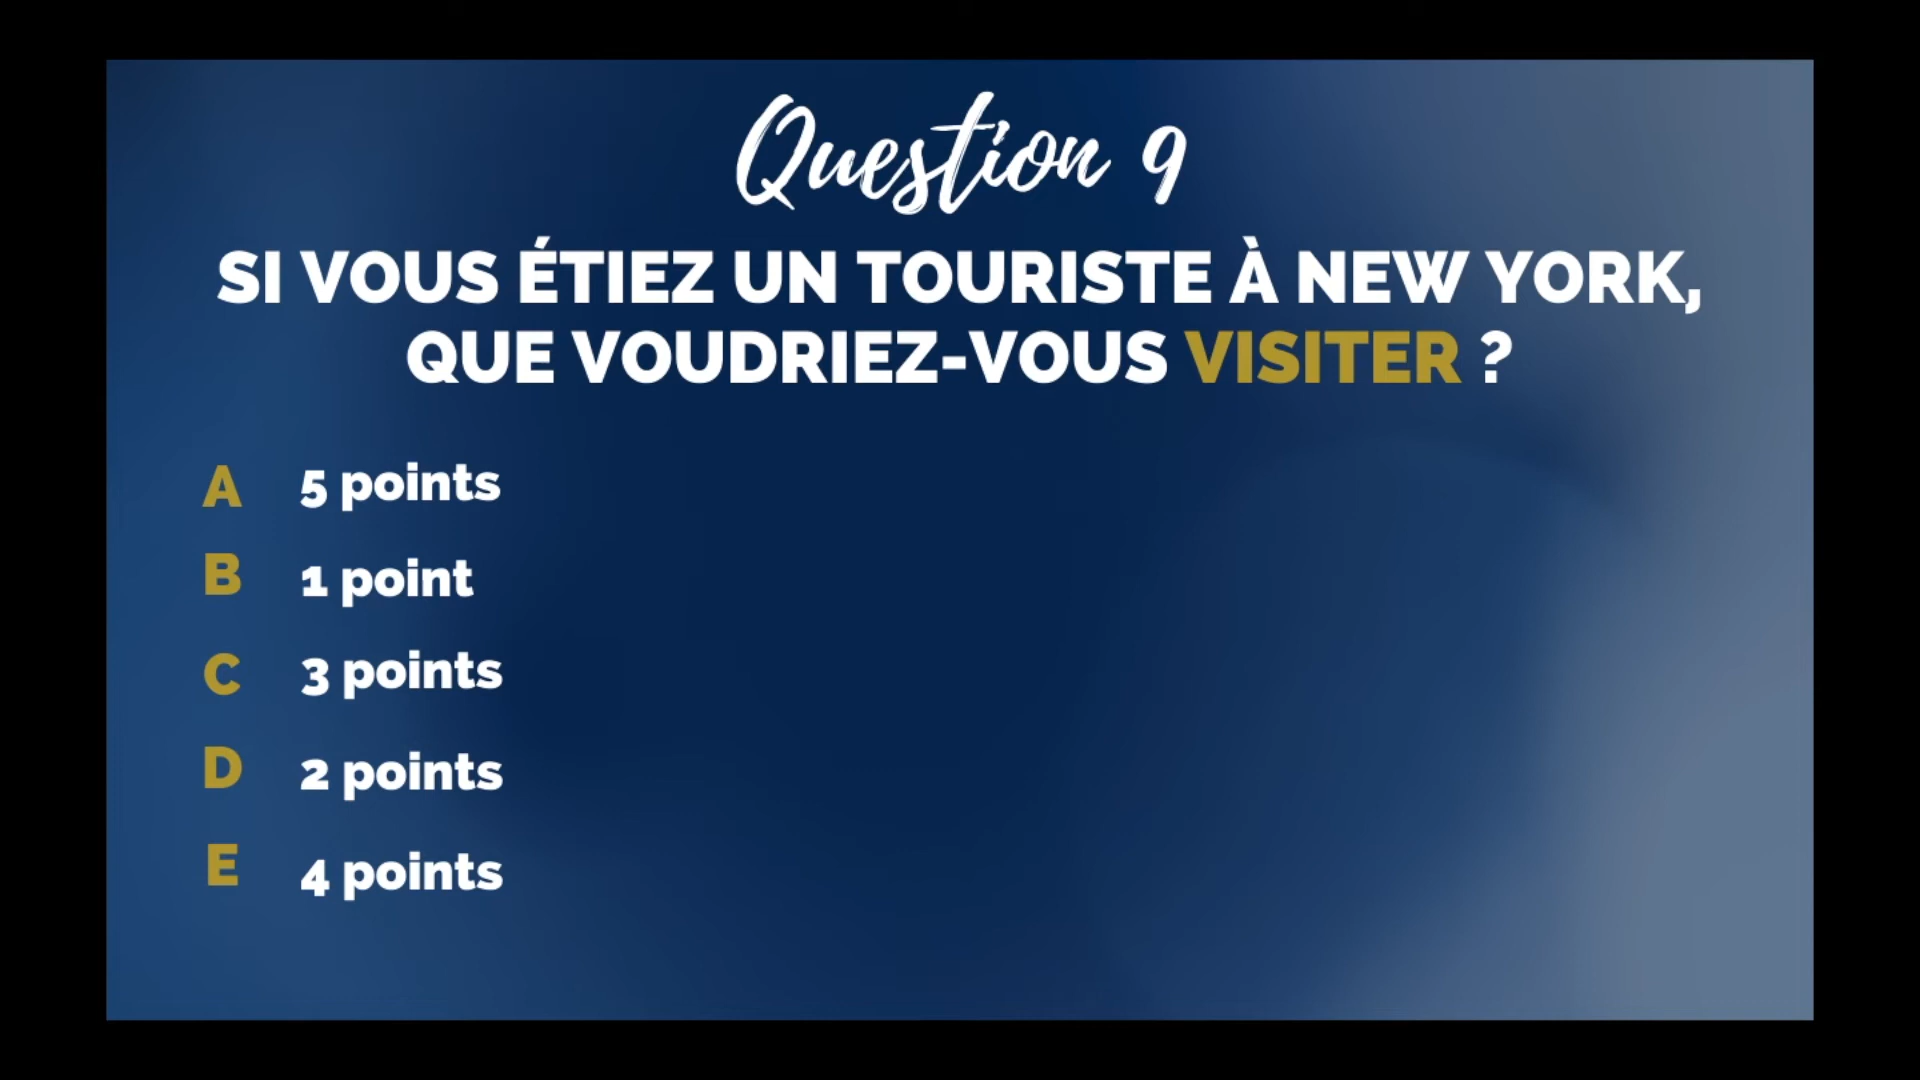 Question 9
SI VOUS ÉTIEZ UN TOURISTE À NEW YORK,
QUE VOUDRIEZ-VOUS VISITER ?
A 5 points
B 1 point
C 3 points
D 2 points
E 4 points